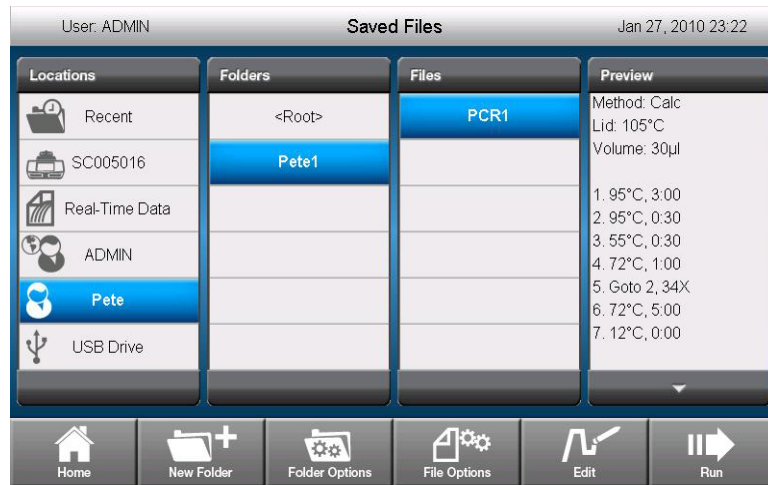 User: ADMIN
Saved Files
Jan 27, 2010 23:22
Locations
Recent
SC005016
Real-Time Data
ADMIN
Pete
USB Drive
Folders
<Root>
Pete1
Files
PCR1
Preview
Method: Calc
Lid: 105°C
Volume: 30µl
1. 95°C, 3:00
2. 95°C, 0:30
3. 55°C, 0:30
4. 72°C, 1:00
5. Goto 2, 34X
6. 72°C, 5:00
7. 12°C, 0:00
Home
New Folder
Folder Options
File Options
Edit
Run